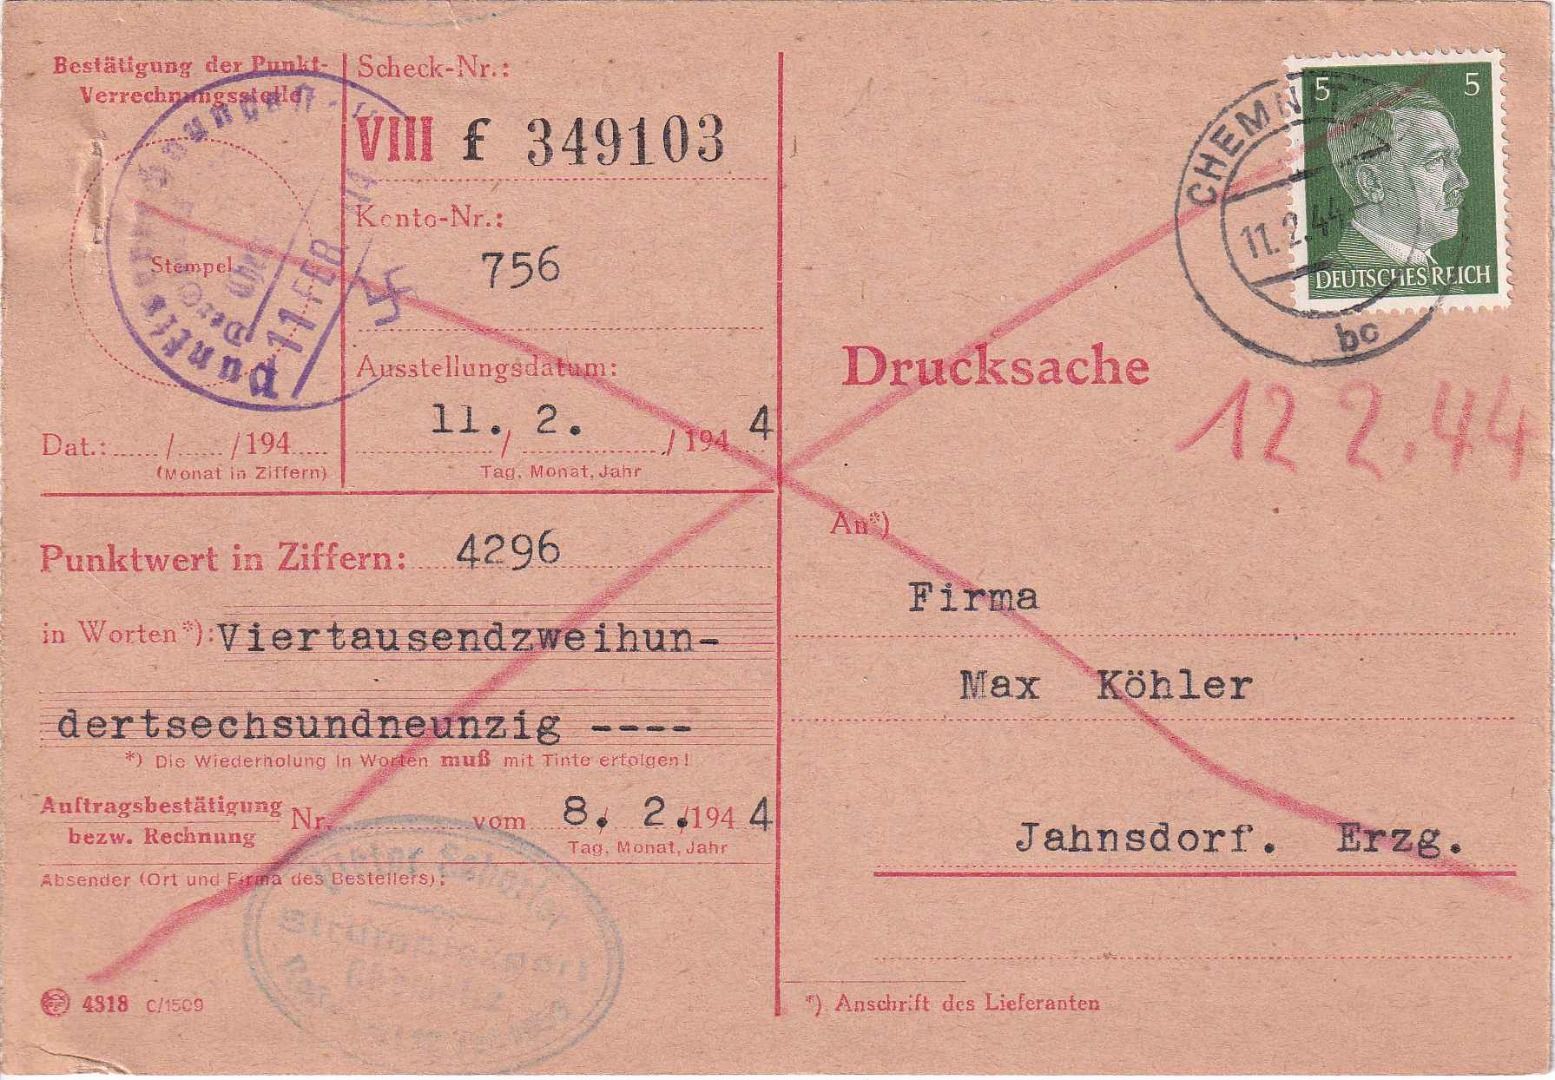 Bestätigung der Punkt-
Verrechnungsstelle
Stempel
11 FEB 44
Dat.: / /194
(Monat in Ziffern)
Scheck-Nr.:
VIII f 349103
Konto-Nr.:
756
Ausstellungsdatum:
11. / 2. / 194 4
Tag, Monat, Jahr
Punktwert in Ziffern: 4296
in Worten*): Viertausendzweihun-
dertsechsundneunzig ----
*) Die Wiederholung in Worten muß mit Tinte erfolgen!
Auftragsbestätigung
bezw. Rechnung
Nr. vom 8. / 2. /194 4
Tag, Monat, Jahr
Absender (Ort und Firma des Bestellers):
4318 C/1509
5 5
DEUTSCHES REICH
CHEMNITZ
11.2.44
bc
Drucksache
12 2.44
An*)
Firma
Max Köhler
Jahnsdorf. Erzg.
*) Anschrift des Lieferanten